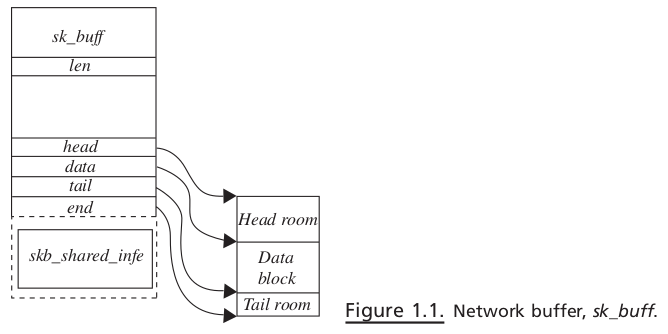 sk_buff
len
head
data
tail
end
skb_shared_infe
Head room
Data
block
Tail room
Figure 1.1. Network buffer, sk_buff.